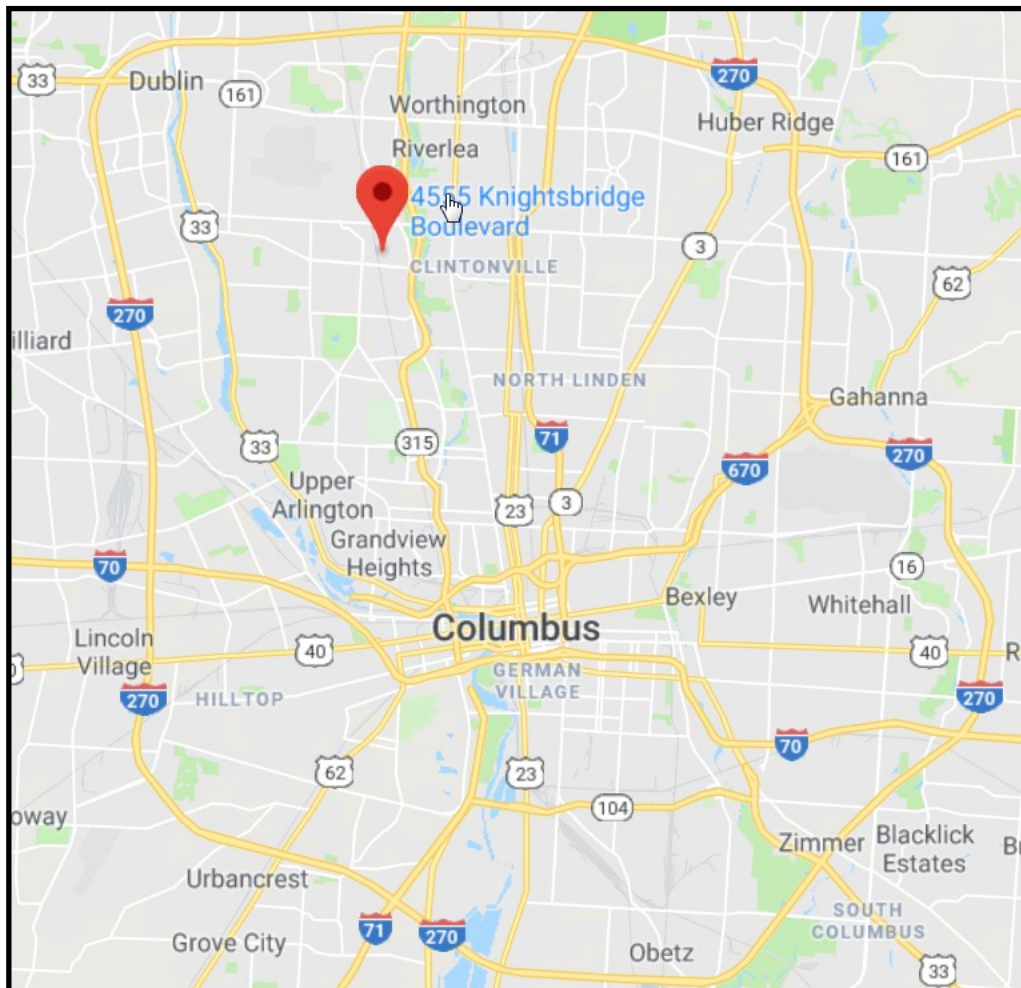 270
33
Dublin
161
Worthington
Huber Ridge
Riverlea
161
4555 Knightsbridge
Boulevard
33
3
CLINTONVILLE
62
270
illiard
NORTH LINDEN
Gahanna
315
71
33
270
670
Upper
Arlington
23
3
Grandview
Heights
70
16
Bexley
Whitehall
Columbus
Lincoln
Village
40
40
R
GERMAN
VILLAGE
270
HILLTOP
270
70
62
23
104
oway
Zimmer
Blacklick
Estates
Urbancrest
SOUTH
COLUMBUS
71
270
Grove City
Obetz
33